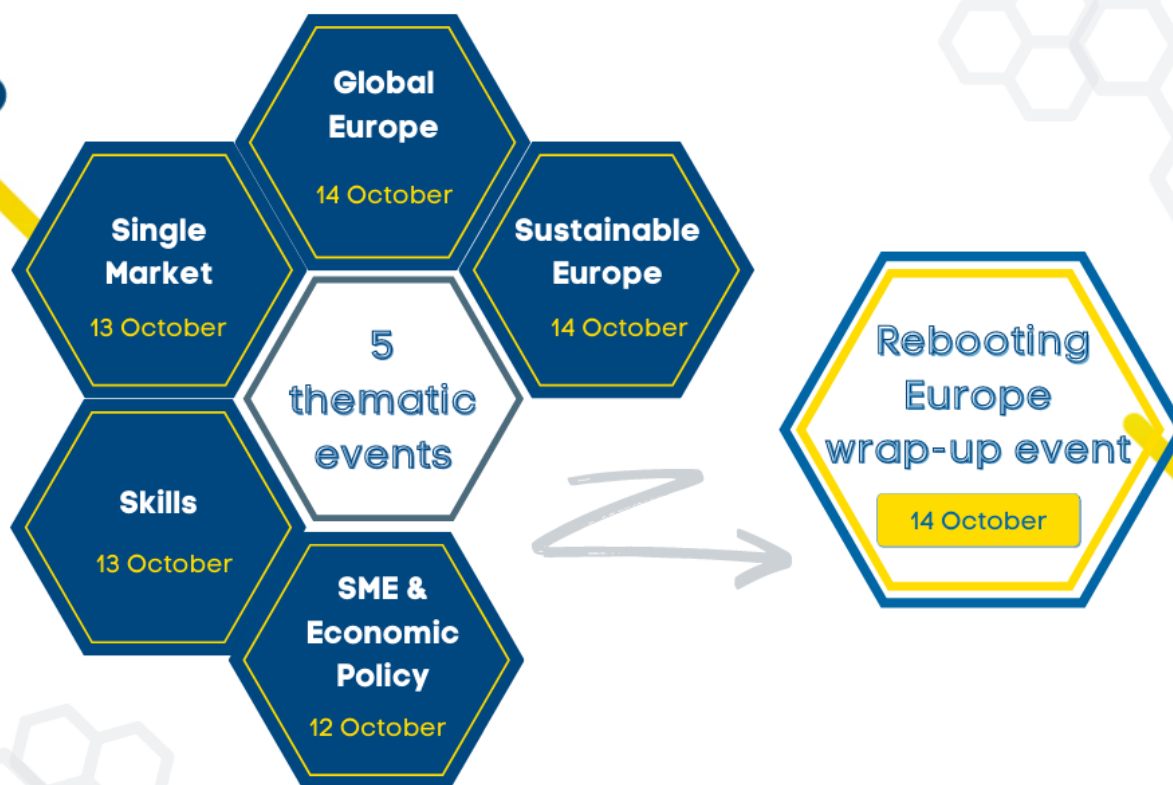 Global
Europe
14 October
Single
Market
13 October
Sustainable
Europe
14 October
5
thematic
events
Skills
13 October
SME &
Economic
Policy
12 October
Rebooting
Europe
wrap-up event
14 October